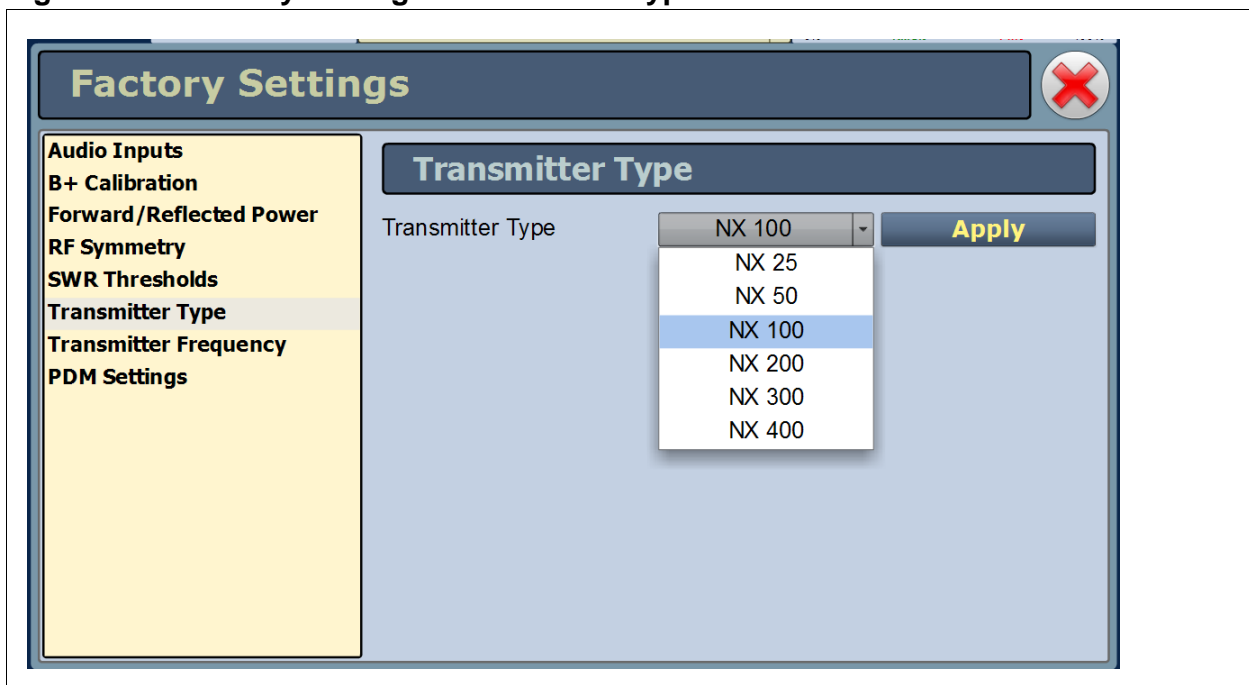 Factory Settings
Audio Inputs
B+ Calibration
Forward/Reflected Power
RF Symmetry
SWR Thresholds
Transmitter Type
Transmitter Frequency
PDM Settings
Transmitter Type
Transmitter Type
NX 100
Apply
NX 25
NX 50
NX 100
NX 200
NX 300
NX 400